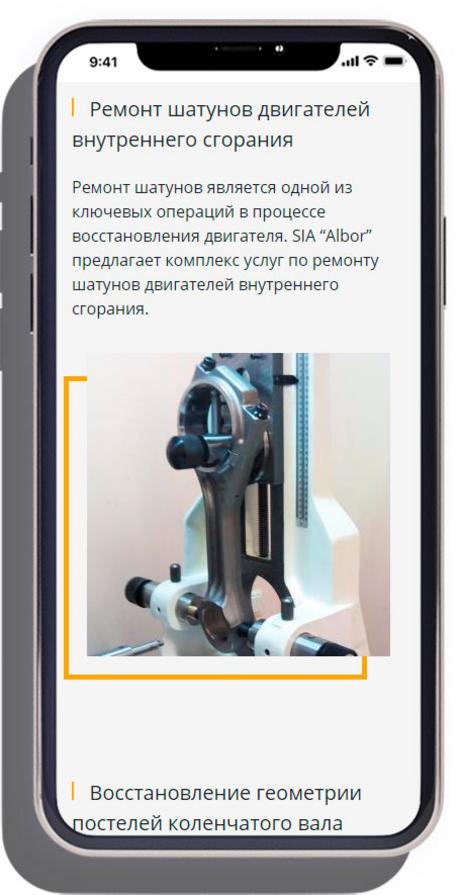 9:41
Ремонт шатунов двигателей
внутреннего сгорания
Ремонт шатунов является одной из
ключевых операций в процессе
восстановления двигателя. SIA “Albor”
предлагает комплекс услуг по ремонту
шатунов двигателей внутреннего
сгорания.
Восстановление геометрии
постелей коленчатого вала